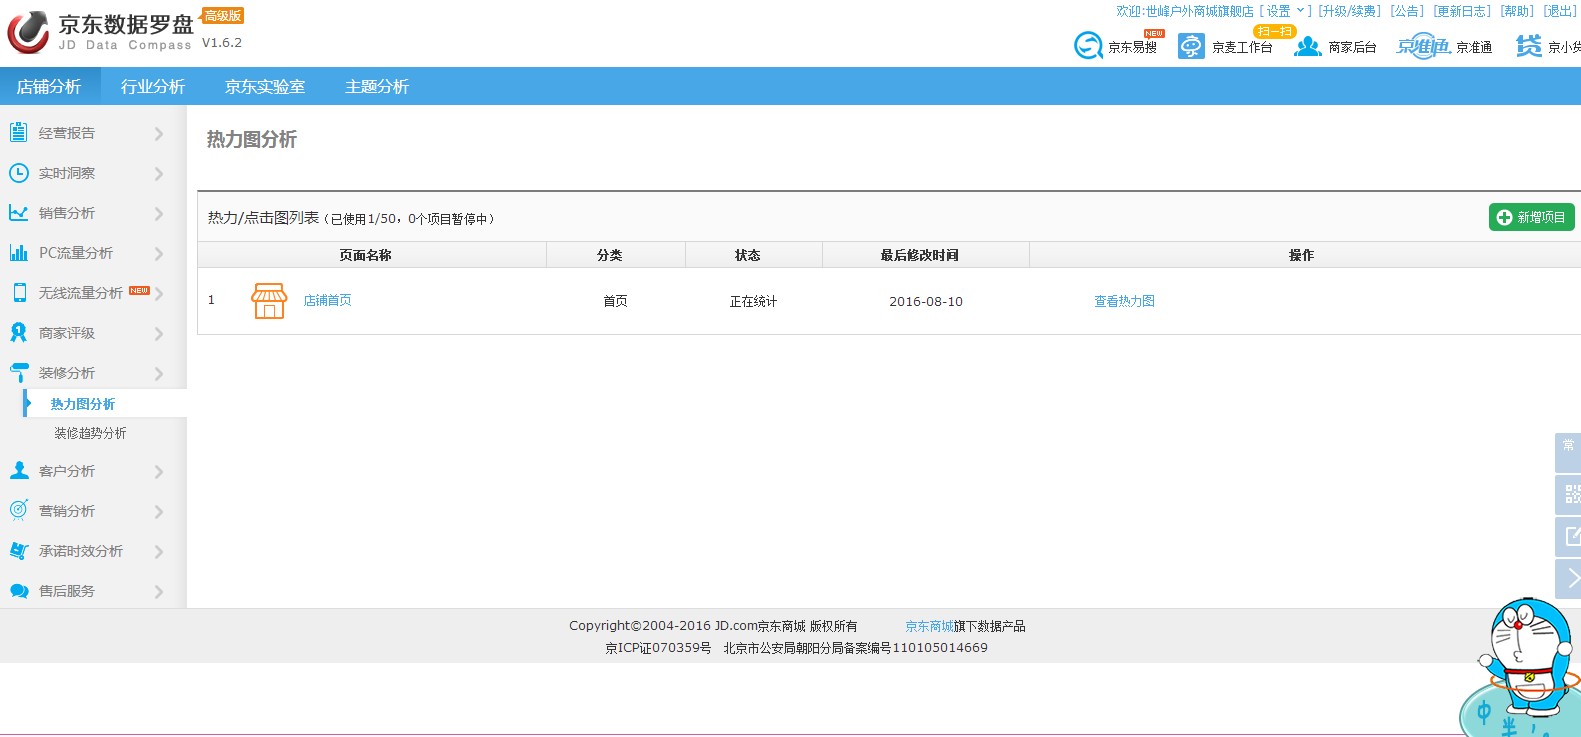 京东数据罗盘 高级版
JD Data Compass V1.6.2
欢迎:世峰户外商城旗舰店 [ 设置 ] [升级/续费] [公告] [更新日志] [帮助] [退出]
京东易搜 NEW 京麦工作台 扫一扫 商家后台 京准通 京准通 贷 京小贷
店铺分析 行业分析 京东实验室 主题分析
经营报告
实时洞察
销售分析
PC流量分析
无线流量分析 NEW
商家评级
装修分析
热力图分析
装修趋势分析
客户分析
营销分析
承诺时效分析
售后服务
热力图分析
热力/点击图列表（已使用1/50，0个项目暂停中）
新增项目
页面名称 分类 状态 最后修改时间 操作
1 店铺首页 首页 正在统计 2016-08-10 查看热力图
常
Copyright©2004-2016 JD.com京东商城 版权所有 京东商城旗下数据产品
京ICP证070359号 北京市公安局朝阳分局备案编号110105014669
中 半